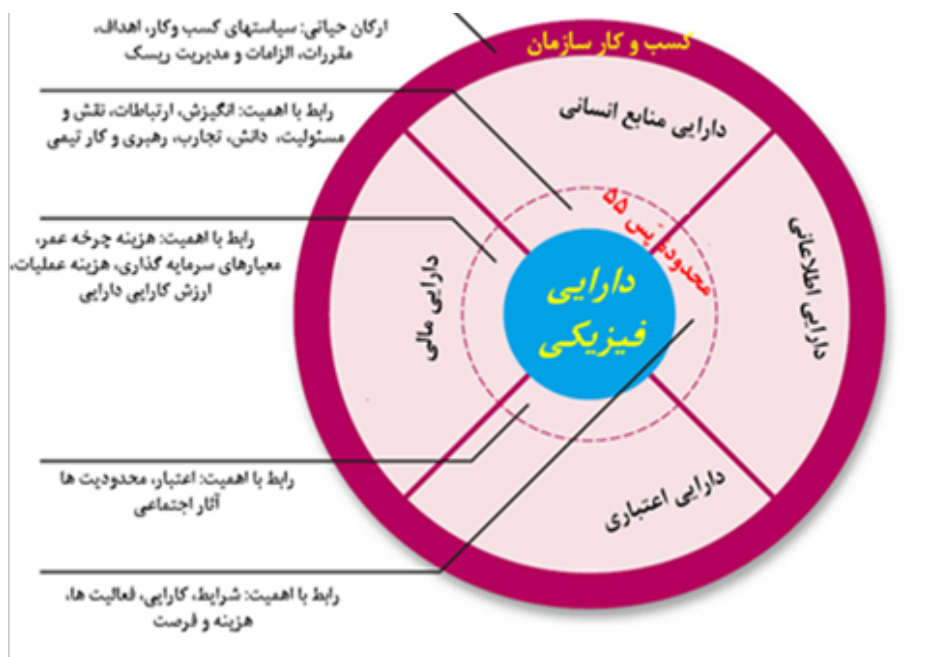 ارکان حیاتی: سیاستهای کسب وکار، اهداف،
مقررات، الزامات و مدیریت ریسک
رابط با اهمیت: انگیزش، ارتباطات، نقش و
مسئولیت، دانش، تجارب، رهبری و کار تیمی
رابط با اهمیت: هزینه چرخه عمر،
معیارهای سرمایه گذاری، هزینه عملیات،
ارزش کارایی دارایی
رابط با اهمیت: اعتبار، محدودیت ها
آثار اجتماعی
رابط با اهمیت: شرایط، کارایی، فعالیت ها،
هزینه و فرصت
کسب و کار سازمان
دارایی منابع انسانی
دارایی اطلاعاتی
دارایی اعتباری
دارایی مالی
محدوده پَس ۵۵
دارایی
فیزیکی